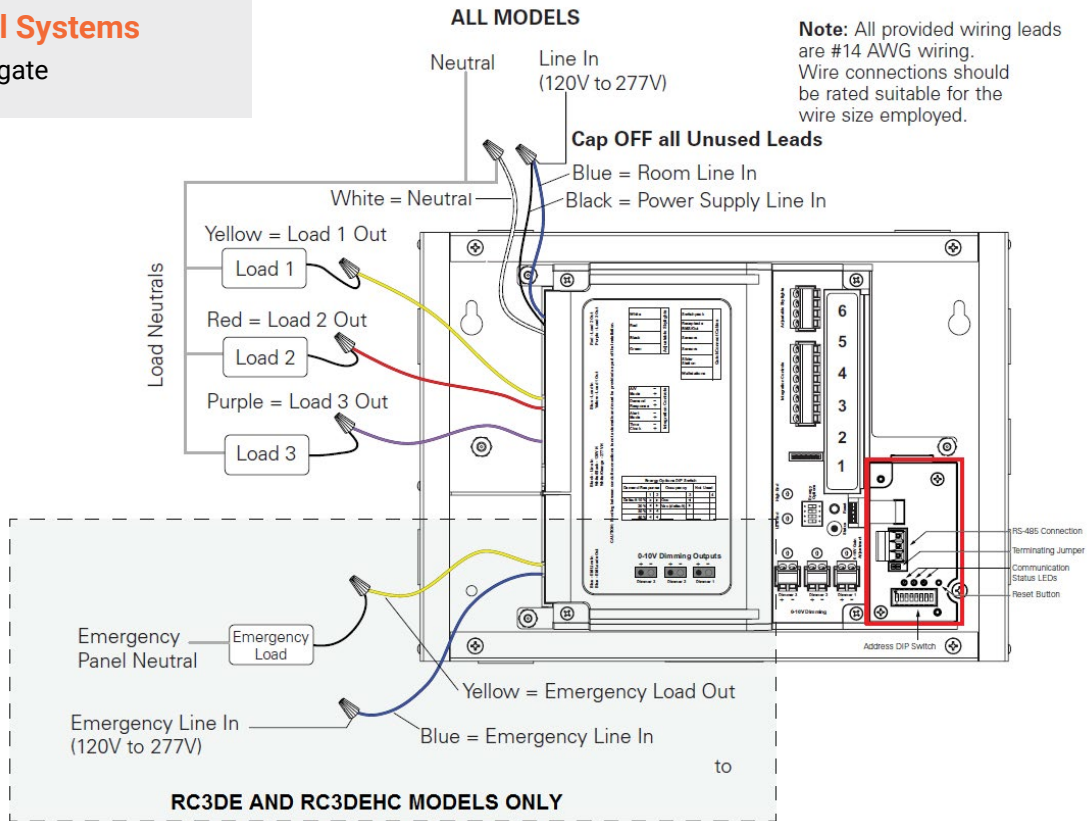 l Systems
gate
ALL MODELS
Neutral
Line In
(120V to 277V)
Note: All provided wiring leads
are #14 AWG wiring.
Wire connections should
be rated suitable for the
wire size employed.
Cap OFF all Unused Leads
Blue = Room Line In
White = Neutral
Black = Power Supply Line In
Yellow = Load 1 Out
Load 1
Red = Load 2 Out
Load 2
Purple = Load 3 Out
Load 3
Load Neutrals
6
5
4
3
2
1
0-10V Dimming Outputs
0-10V Dimming
RS-485 Connection
Terminating Jumper
Communication
Status LEDs
Reset Button
Address DIP Switch
Emergency
Panel Neutral
Emergency
Load
Yellow = Emergency Load Out
Emergency Line In
(120V to 277V)
Blue = Emergency Line In
to
RC3DE AND RC3DEHC MODELS ONLY